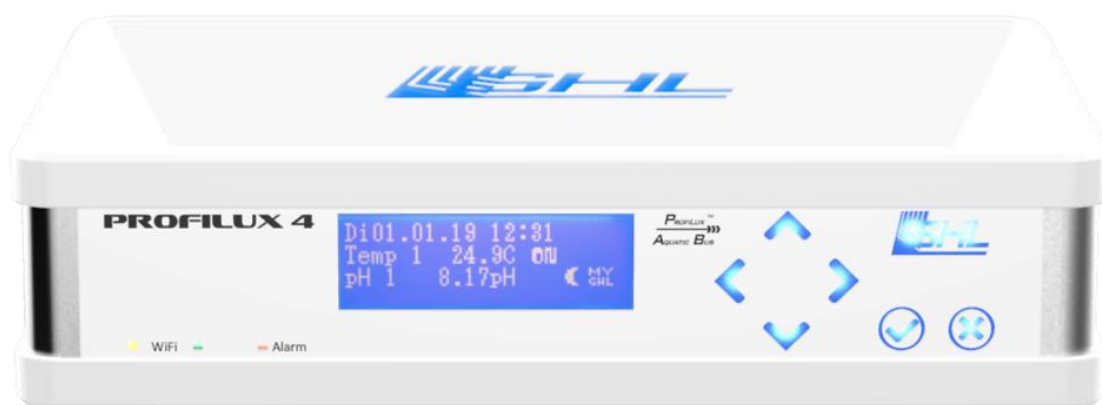 GHL
PROFILUX 4
Di01.01.19 12:31
Temp 1 24.9C ON
pH 1 8.17pH MY GHL
PROFILUX™
AQUATIC BUS
GHL
WiFi
Alarm